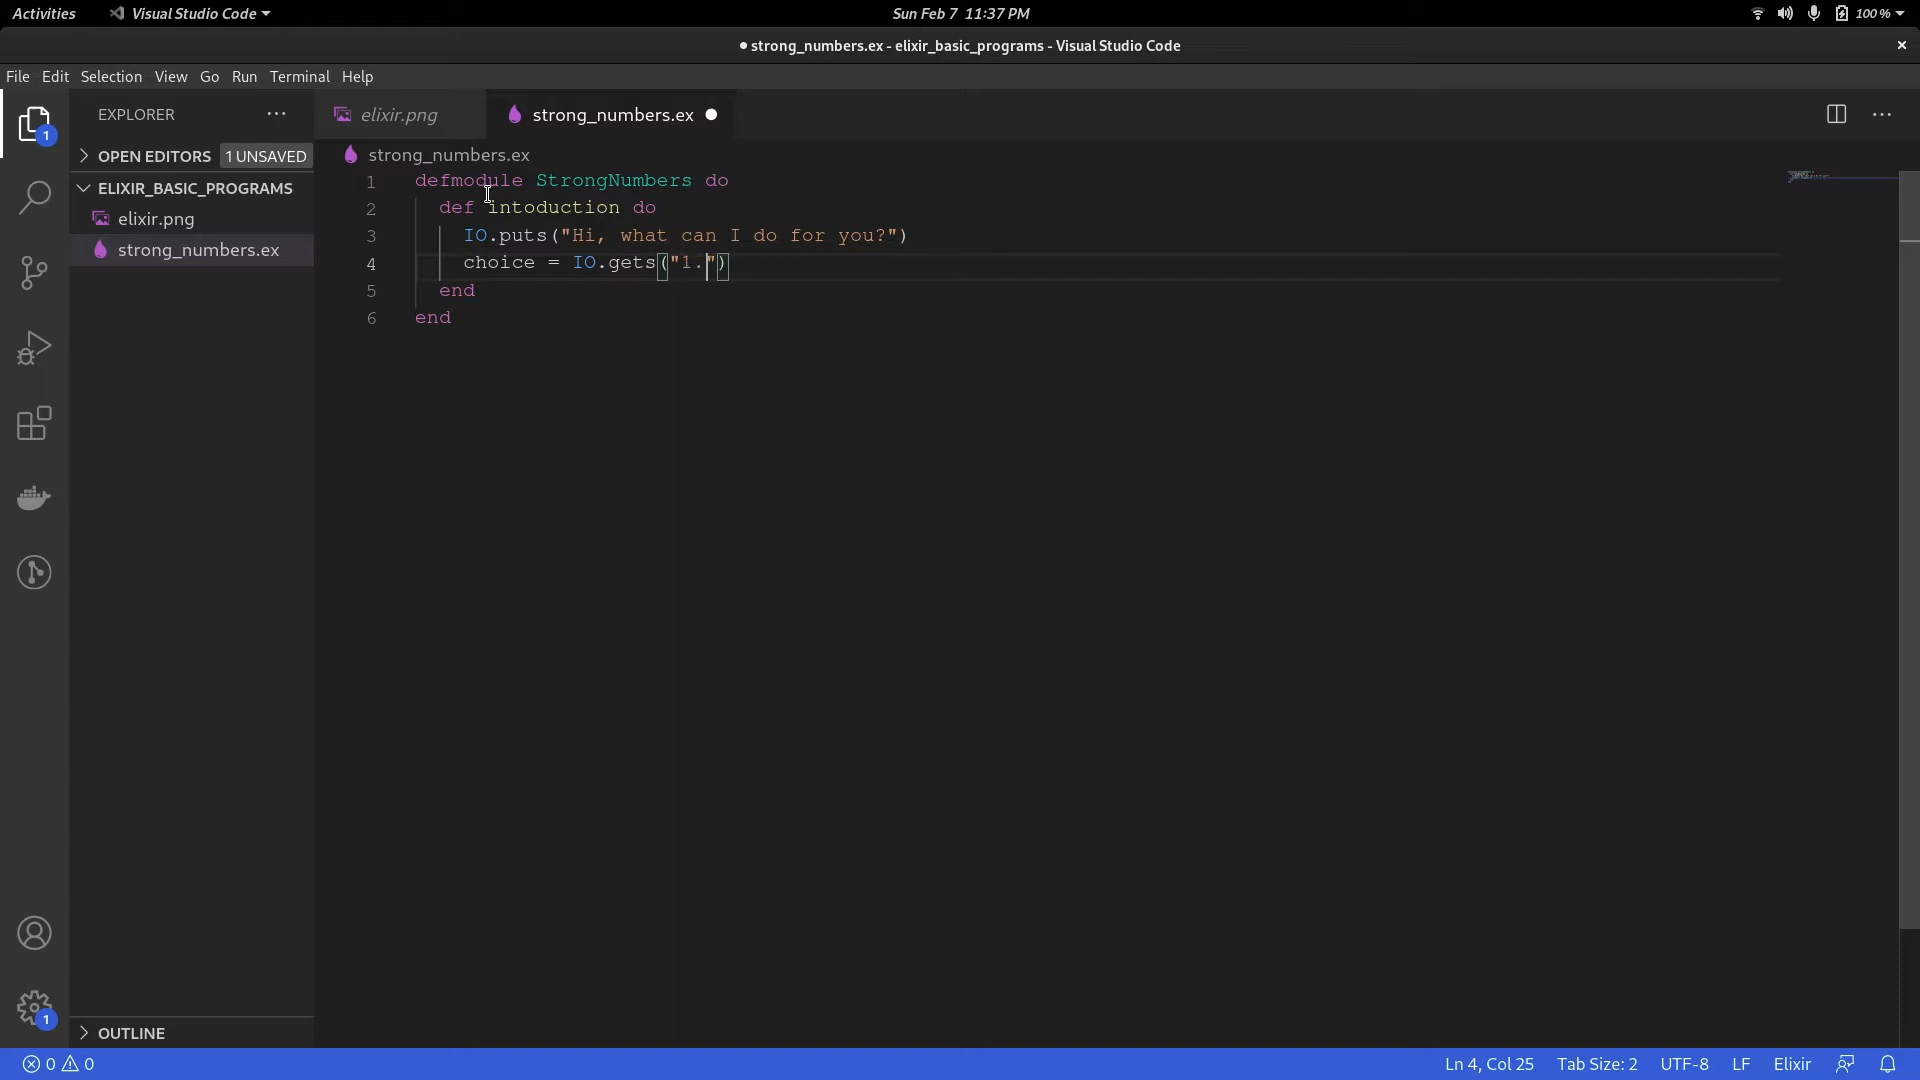 Activities Visual Studio Code Sun Feb 7 11:37 PM 100 %
● strong_numbers.ex - elixir_basic_programs - Visual Studio Code
File Edit Selection View Go Run Terminal Help
EXPLORER
elixir.png strong_numbers.ex
OPEN EDITORS 1 UNSAVED
strong_numbers.ex
ELIXIR_BASIC_PROGRAMS
elixir.png
strong_numbers.ex
1 defmodule StrongNumbers do
2 def intoduction do
3 IO.puts("Hi, what can I do for you?")
4 choice = IO.gets("1.")
5 end
6 end
1
1
OUTLINE
0 0 Ln 4, Col 25 Tab Size: 2 UTF-8 LF Elixir